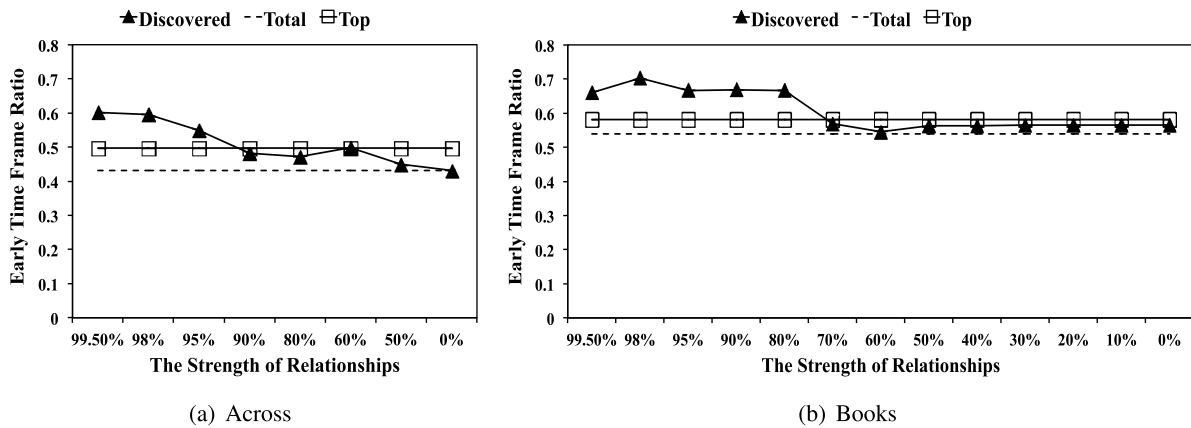 Discovered Total Top
0.8
0.7
0.6
0.5
0.4
0.3
0.2
0.1
0
Early Time Frame Ratio
99.50% 98% 95% 90% 80% 60% 50% 0%
The Strength of Relationships
(a) Across
Discovered Total Top
0.8
0.7
0.6
0.5
0.4
0.3
0.2
0.1
0
Early Time Frame Ratio
99.50% 98% 95% 90% 80% 70% 60% 50% 40% 30% 20% 10% 0%
The Strength of Relationships
(b) Books